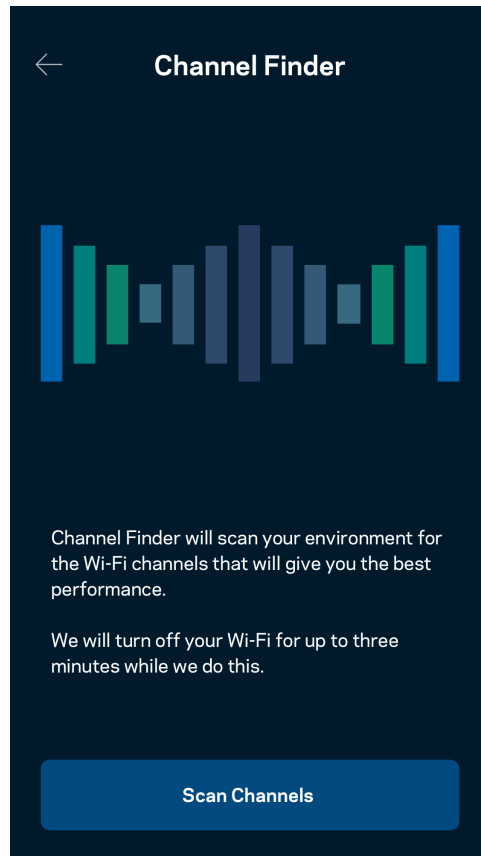 Channel Finder
Channel Finder will scan your environment for
the Wi-Fi channels that will give you the best
performance.
We will turn off your Wi-Fi for up to three
minutes while we do this.
Scan Channels